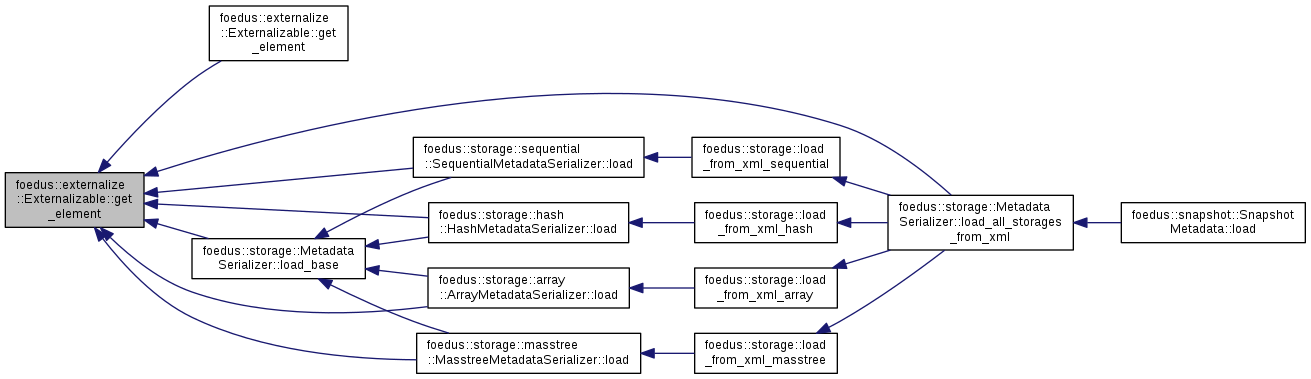 foedus::externalize
::Externalizable::get
_element
foedus::externalize
::Externalizable::get
_element
foedus::storage::sequential
::SequentialMetadataSerializer::load
foedus::storage::load
_from_xml_sequential
foedus::storage::hash
::HashMetadataSerializer::load
foedus::storage::load
_from_xml_hash
foedus::storage::Metadata
Serializer::load_base
foedus::storage::array
::ArrayMetadataSerializer::load
foedus::storage::load
_from_xml_array
foedus::storage::masstree
::MasstreeMetadataSerializer::load
foedus::storage::load
_from_xml_masstree
foedus::storage::Metadata
Serializer::load_all_storages
_from_xml
foedus::snapshot::Snapshot
Metadata::load